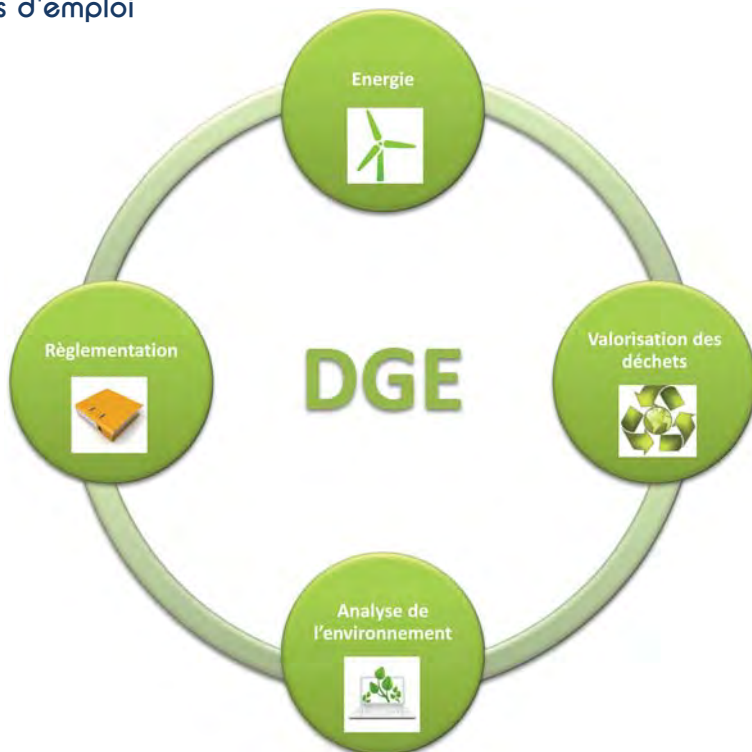 s d'emploi
Energie
Règlementation
DGE
Valorisation des
déchets
Analyse de
l'environnement